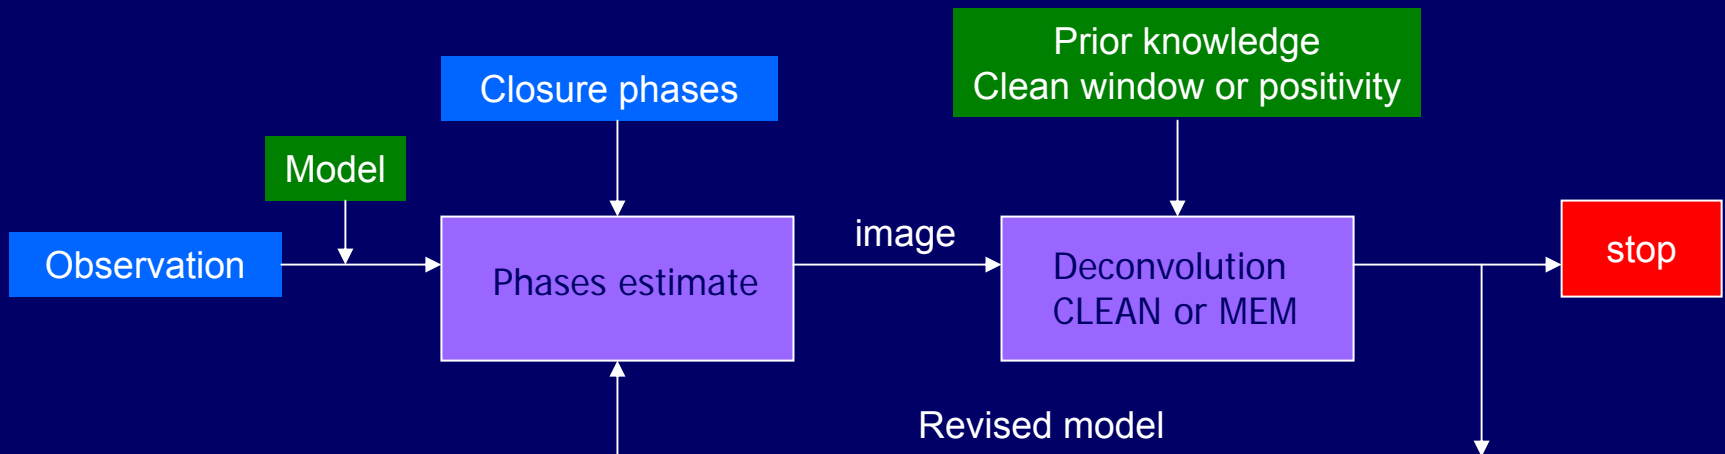 Prior knowledge
Clean window or positivity
Closure phases
Model
Observation
Phases estimate
image
Deconvolution
CLEAN or MEM
stop
Revised model